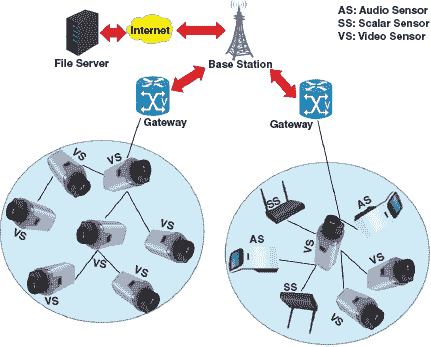 AS: Audio Sensor
SS: Scalar Sensor
VS: Video Sensor
Internet
File Server
Base Station
Gateway
Gateway
VS
VS
VS
VS
VS
VS
VS
SS
AS
VS
AS
VS
SS
VS